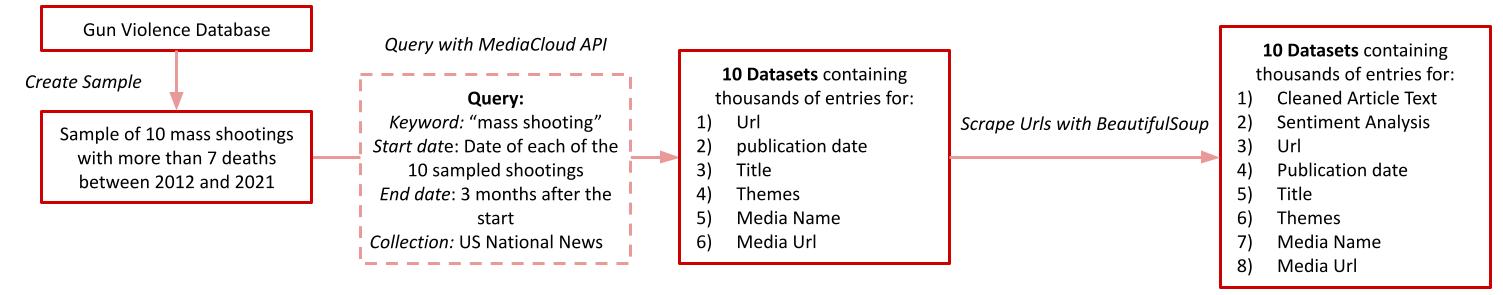 Gun Violence Database
Create Sample
Sample of 10 mass shootings
with more than 7 deaths
between 2012 and 2021
Query with MediaCloud API
Query:
Keyword: “mass shooting”
Start date: Date of each of the
10 sampled shootings
End date: 3 months after the
start
Collection: US National News
10 Datasets containing
thousands of entries for:
1) Url
2) publication date
3) Title
4) Themes
5) Media Name
6) Media Url
Scrape Urls with BeautifulSoup
10 Datasets containing
thousands of entries for:
1) Cleaned Article Text
2) Sentiment Analysis
3) Url
4) Publication date
5) Title
6) Themes
7) Media Name
8) Media Url